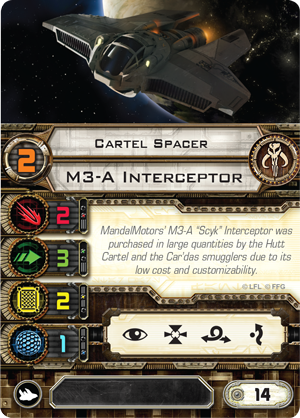 CARTEL SPACER
2
M3-A INTERCEPTOR
2
3
2
1
MandalMotors' M3-A "Scyk" Interceptor was
purchased in large quantities by the Hutt
Cartel and the Car'das smugglers due to its
low cost and customizability.
© LFL © FFG
14